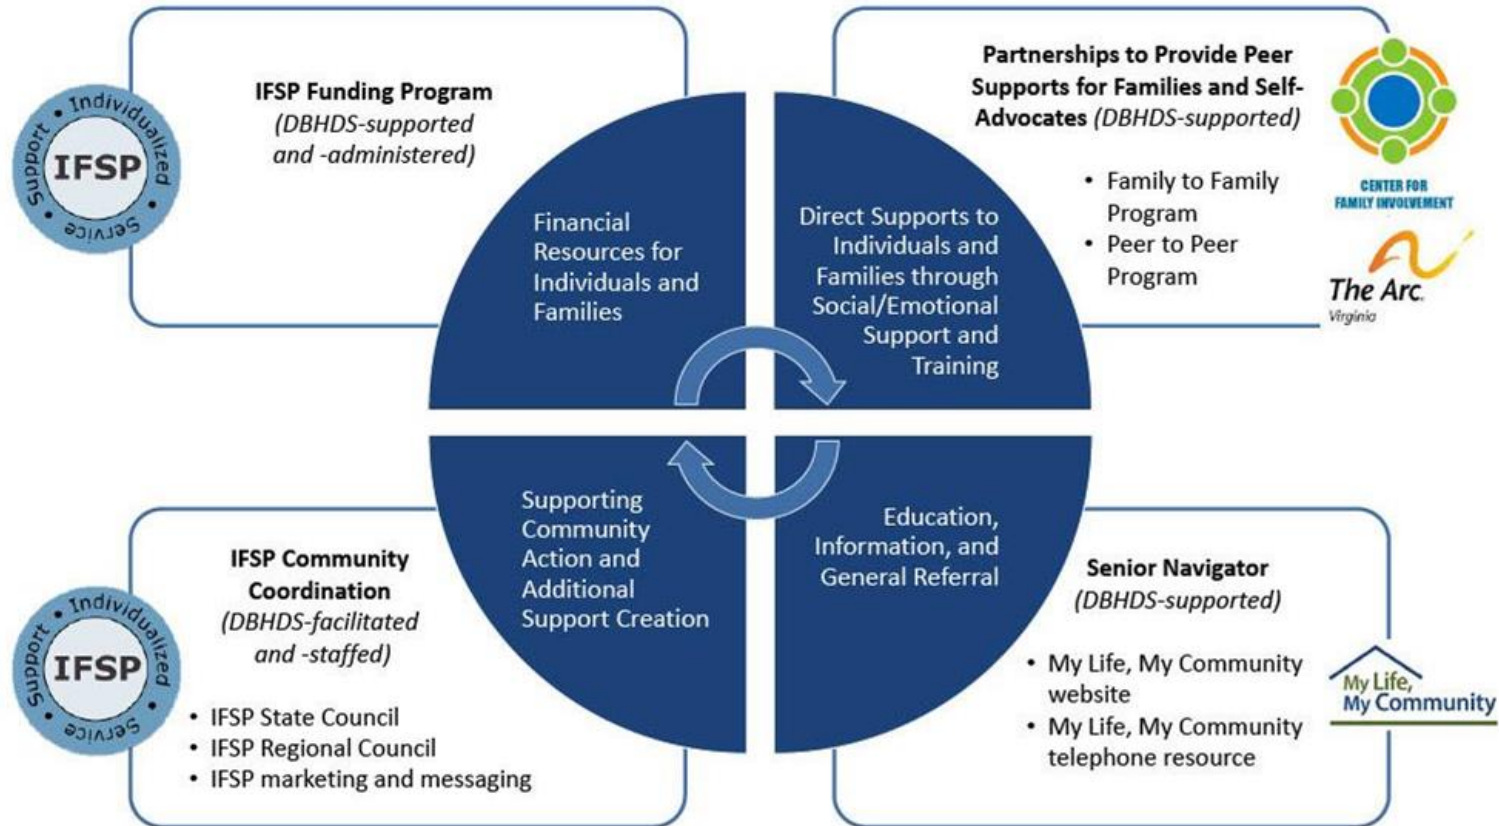 IFSP Funding Program
(DBHDS-supported
and -administered)
• Individualized • Service • Support
IFSP
Financial
Resources for
Individuals and
Families
Partnerships to Provide Peer
Supports for Families and Self-
Advocates (DBHDS-supported)
• Family to Family
Program
• Peer to Peer
Program
CENTER FOR
FAMILY INVOLVEMENT
The Arc.
Virginia
Direct Supports to
Individuals and
Families through
Social/Emotional
Support and
Training
IFSP Community
Coordination
(DBHDS-facilitated
and -staffed)
• IFSP State Council
• IFSP Regional Council
• IFSP marketing and messaging
• Individualized • Service • Support
IFSP
Supporting
Community
Action and
Additional
Support Creation
Education,
Information, and
General Referral
Senior Navigator
(DBHDS-supported)
• My Life, My Community
website
• My Life, My Community
telephone resource
My Life,
My Community